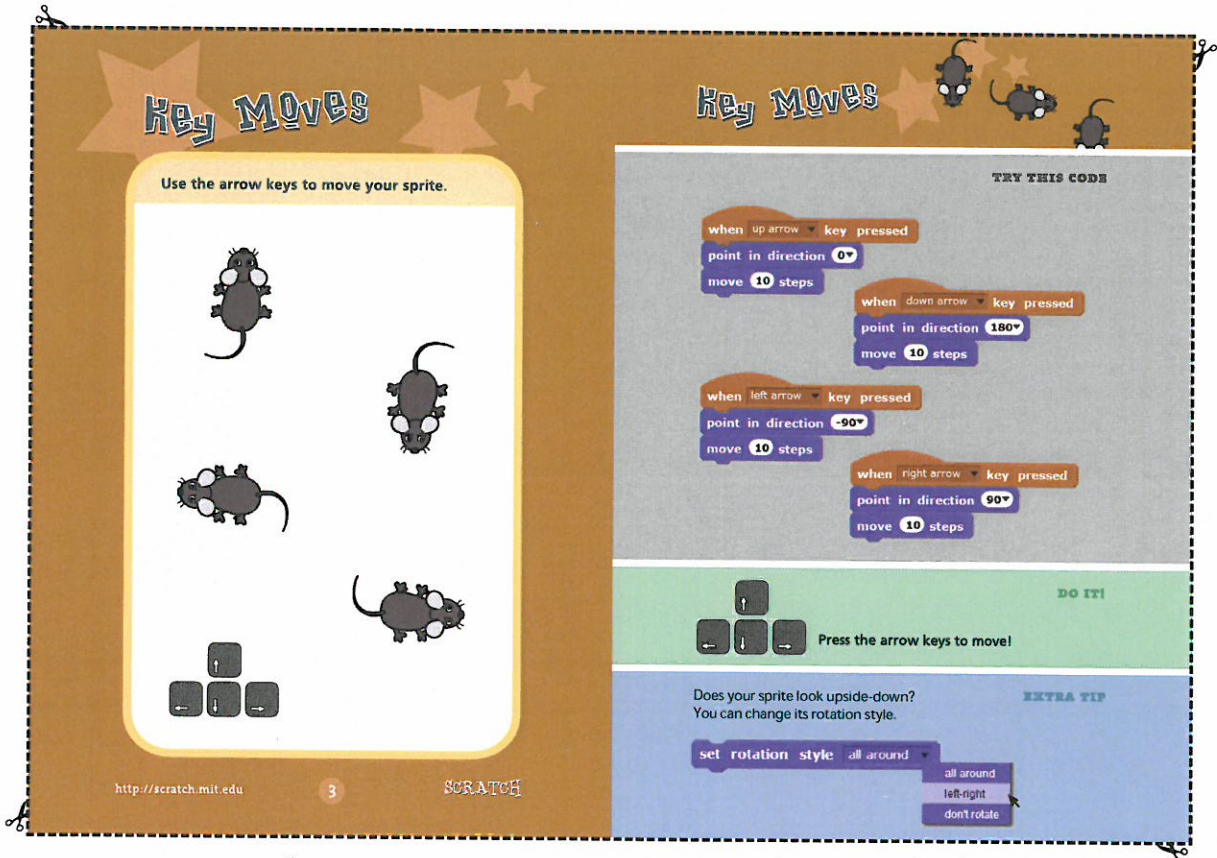 Key Moves
Use the arrow keys to move your sprite.
↑
← ↓ →
http://scratch.mit.edu
3
SCRATCH
Key Moves
TRY THIS CODE
when up arrow key pressed
point in direction 0
move 10 steps
when down arrow key pressed
point in direction 180
move 10 steps
when left arrow key pressed
point in direction -90
move 10 steps
when right arrow key pressed
point in direction 90
move 10 steps
DO IT!
↑
← ↓ →
Press the arrow keys to move!
EXTRA TIP
Does your sprite look upside-down?
You can change its rotation style.
set rotation style all around
all around
left-right
don't rotate